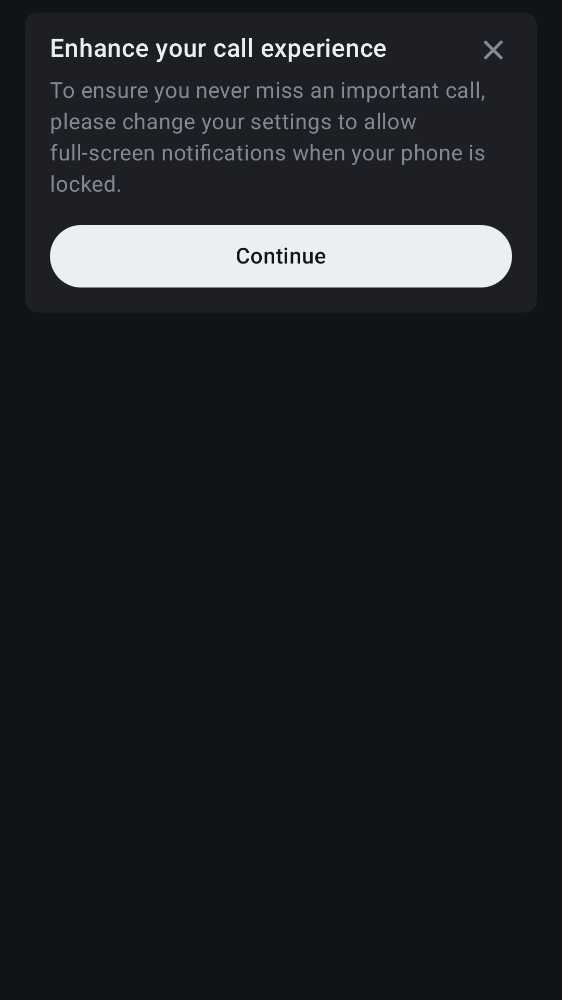 Enhance your call experience
To ensure you never miss an important call,
please change your settings to allow
full-screen notifications when your phone is
locked.
Continue